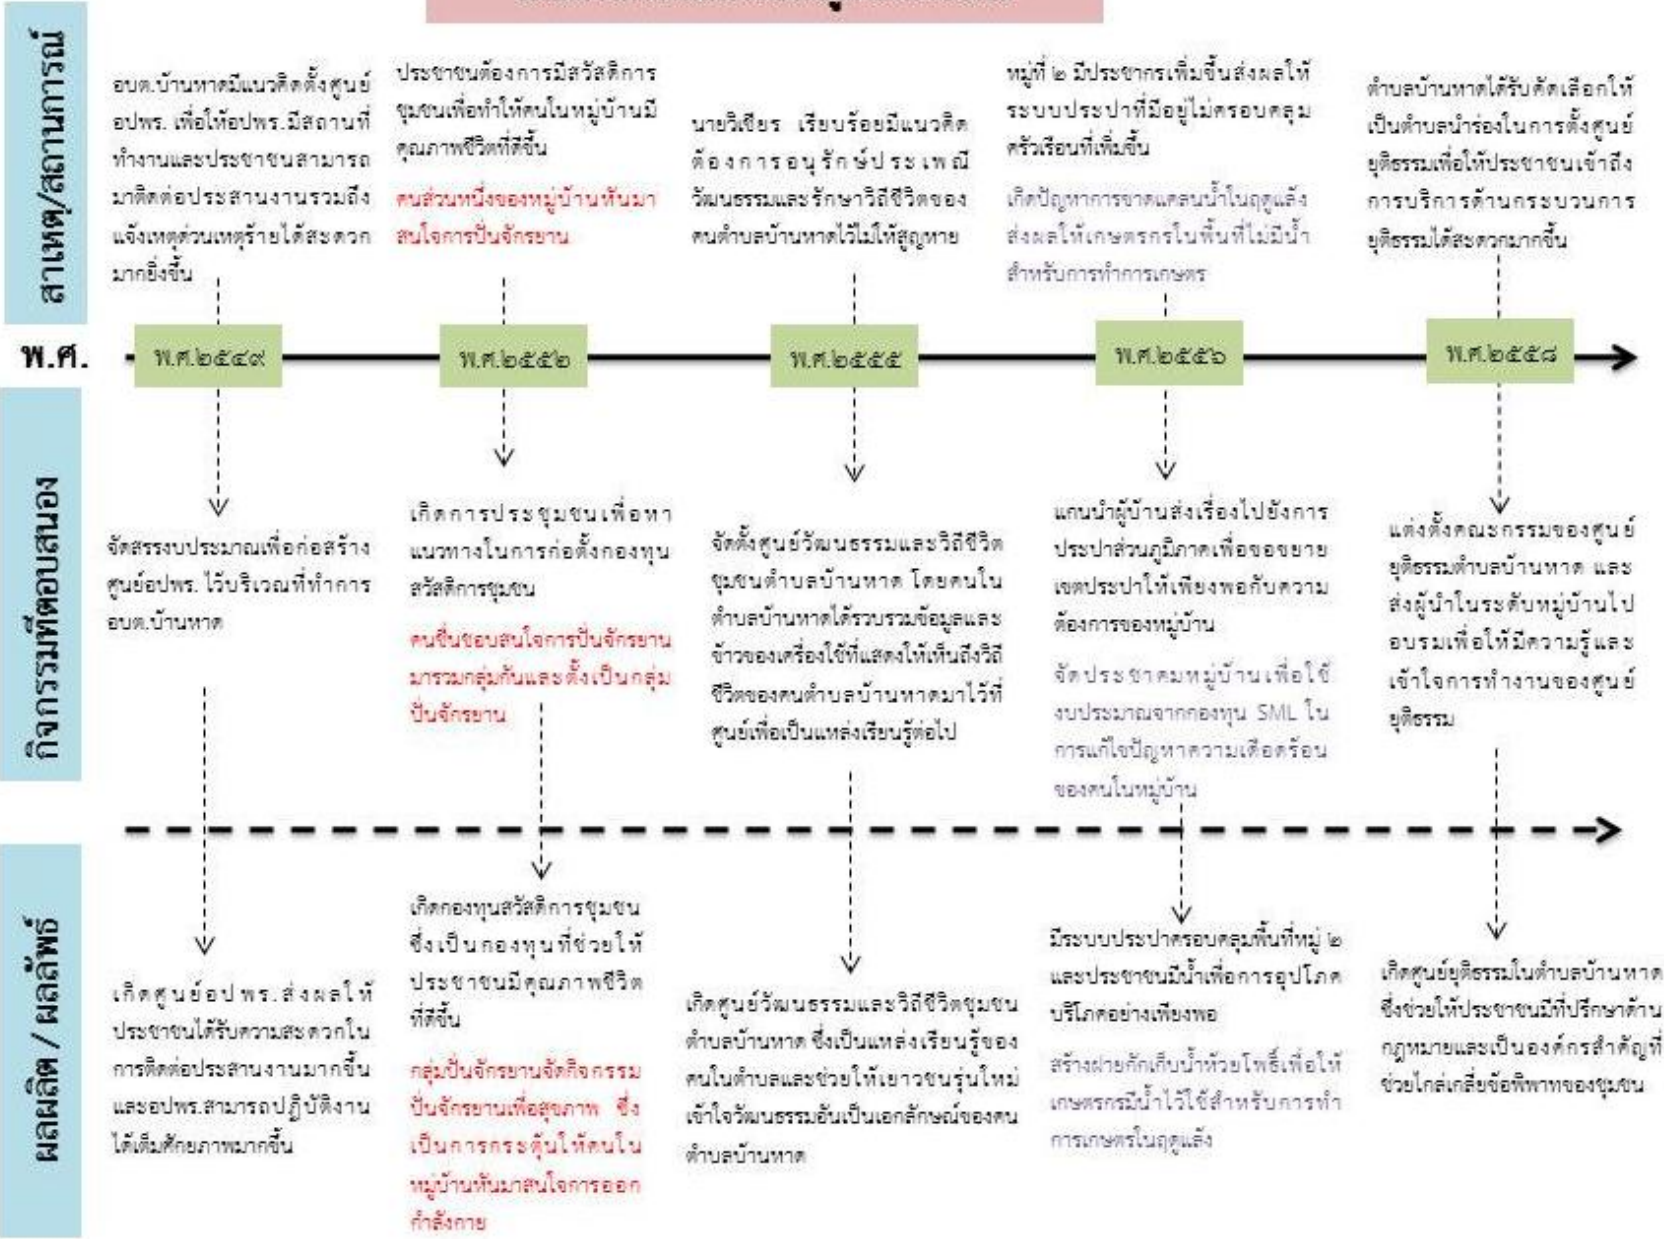 สาเหตุ/สถานการณ์
อบต.บ้านหาดมีแนวคิดตั้งศูนย์
อปพร. เพื่อให้อปพร.มีสถานที่
ทำงานและประชาชนสามารถ
มาติดต่อประสานงานรวมถึง
แจ้งเหตุด่วนเหตุร้ายได้สะดวก
มากยิ่งขึ้น
ประชาชนต้องการมีสวัสดิการ
ชุมชนเพื่อทำให้คนในหมู่บ้านมี
คุณภาพชีวิตที่ดีขึ้น
คนส่วนหนึ่งของหมู่บ้านหันมา
สนใจการปั่นจักรยาน
นายวิเชียร เรียบร้อยมีแนวคิด
ต้องการอนุรักษ์ประเพณี
วัฒนธรรมและรักษาวิถีชีวิตของ
คนตำบลบ้านหาดไว้ไม่ให้สูญหาย
หมู่ที่ ๒ มีประชากรเพิ่มขึ้นส่งผลให้
ระบบประปาที่มีอยู่ไม่ครอบคลุม
ครัวเรือนที่เพิ่มขึ้น
เกิดปัญหาการขาดแคลนน้ำในฤดูแล้ง
ส่งผลให้เกษตรกรในพื้นที่ไม่มีน้ำ
สำหรับการทำการเกษตร
ตำบลบ้านหาดได้รับคัดเลือกให้
เป็นตำบลนำร่องในการตั้งศูนย์
ยุติธรรมเพื่อให้ประชาชนเข้าถึง
การบริการด้านกระบวนการ
ยุติธรรมได้สะดวกมากขึ้น
พ.ศ.
พ.ศ.๒๕๔๙
พ.ศ.๒๕๕๒
พ.ศ.๒๕๕๕
พ.ศ.๒๕๕๖
พ.ศ.๒๕๕๘
กิจกรรมที่ตอบสนอง
จัดสรรงบประมาณเพื่อก่อสร้าง
ศูนย์อปพร. ไว้บริเวณที่ทำการ
อบต.บ้านหาด
เกิดการประชุมชนเพื่อหา
แนวทางในการก่อตั้งกองทุน
สวัสดิการชุมชน
คนชื่นชอบสนใจการปั่นจักรยาน
มารวมกลุ่มกันและตั้งเป็นกลุ่ม
ปั่นจักรยาน
จัดตั้งศูนย์วัฒนธรรมและวิถีชีวิต
ชุมชนตำบลบ้านหาด โดยคนใน
ตำบลบ้านหาดได้รวบรวมข้อมูลและ
ข้าวของเครื่องใช้ที่แสดงให้เห็นถึงวิถี
ชีวิตของคนตำบลบ้านหาดมาไว้ที่
ศูนย์เพื่อเป็นแหล่งเรียนรู้ต่อไป
แกนนำผู้บ้านส่งเรื่องไปยังการ
ประปาส่วนภูมิภาคเพื่อขอขยาย
เขตประปาให้เพียงพอกับความ
ต้องการของหมู่บ้าน
จัดประชาคมหมู่บ้านเพื่อใช้
งบประมาณจากกองทุน SML ใน
การแก้ไขปัญหาความเดือดร้อน
ของคนในหมู่บ้าน
แต่งตั้งคณะกรรมของศูนย์
ยุติธรรมตำบลบ้านหาด และ
ส่งผู้นำในระดับหมู่บ้านไป
อบรมเพื่อให้มีความรู้และ
เข้าใจการทำงานของศูนย์
ยุติธรรม
ผลผลิต / ผลลัพธ์
เกิดศูนย์อปพร.ส่งผลให้
ประชาชนได้รับความสะดวกใน
การติดต่อประสานงานมากขึ้น
และอปพร.สามารถปฏิบัติงาน
ได้เต็มศักยภาพมากขึ้น
เกิดกองทุนสวัสดิการชุมชน
ซึ่งเป็นกองทุนที่ช่วยให้
ประชาชนมีคุณภาพชีวิต
ที่ดีขึ้น
กลุ่มปั่นจักรยานจัดกิจกรรม
ปั่นจักรยานเพื่อสุขภาพ ซึ่ง
เป็นการกระตุ้นให้คนใน
หมู่บ้านหันมาสนใจการออก
กำลังกาย
เกิดศูนย์วัฒนธรรมและวิถีชีวิตชุมชน
ตำบลบ้านหาด ซึ่งเป็นแหล่งเรียนรู้ของ
คนในตำบลและช่วยให้เยาวชนรุ่นใหม่
เข้าใจวัฒนธรรมอันเป็นเอกลักษณ์ของคน
ตำบลบ้านหาด
มีระบบประปาครอบคลุมพื้นที่หมู่ ๒
และประชาชนมีน้ำเพื่อการอุปโภค
บริโภคอย่างเพียงพอ
สร้างฝายกักเก็บน้ำห้วยโพธิ์เพื่อให้
เกษตรกรมีน้ำไว้ใช้สำหรับการทำ
การเกษตรในฤดูแล้ง
เกิดศูนย์ยุติธรรมในตำบลบ้านหาด
ซึ่งช่วยให้ประชาชนมีที่ปรึกษาด้าน
กฎหมายและเป็นองค์กรสำคัญที่
ช่วยไกล่เกลี่ยข้อพิพาทของชุมชน